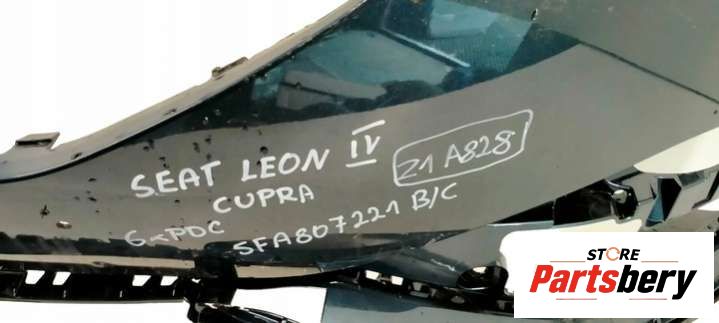 SEAT LEON IV
Z1 A828
CUPRA
6xPDC
5FA807221 B/C
STORE
Partsbery